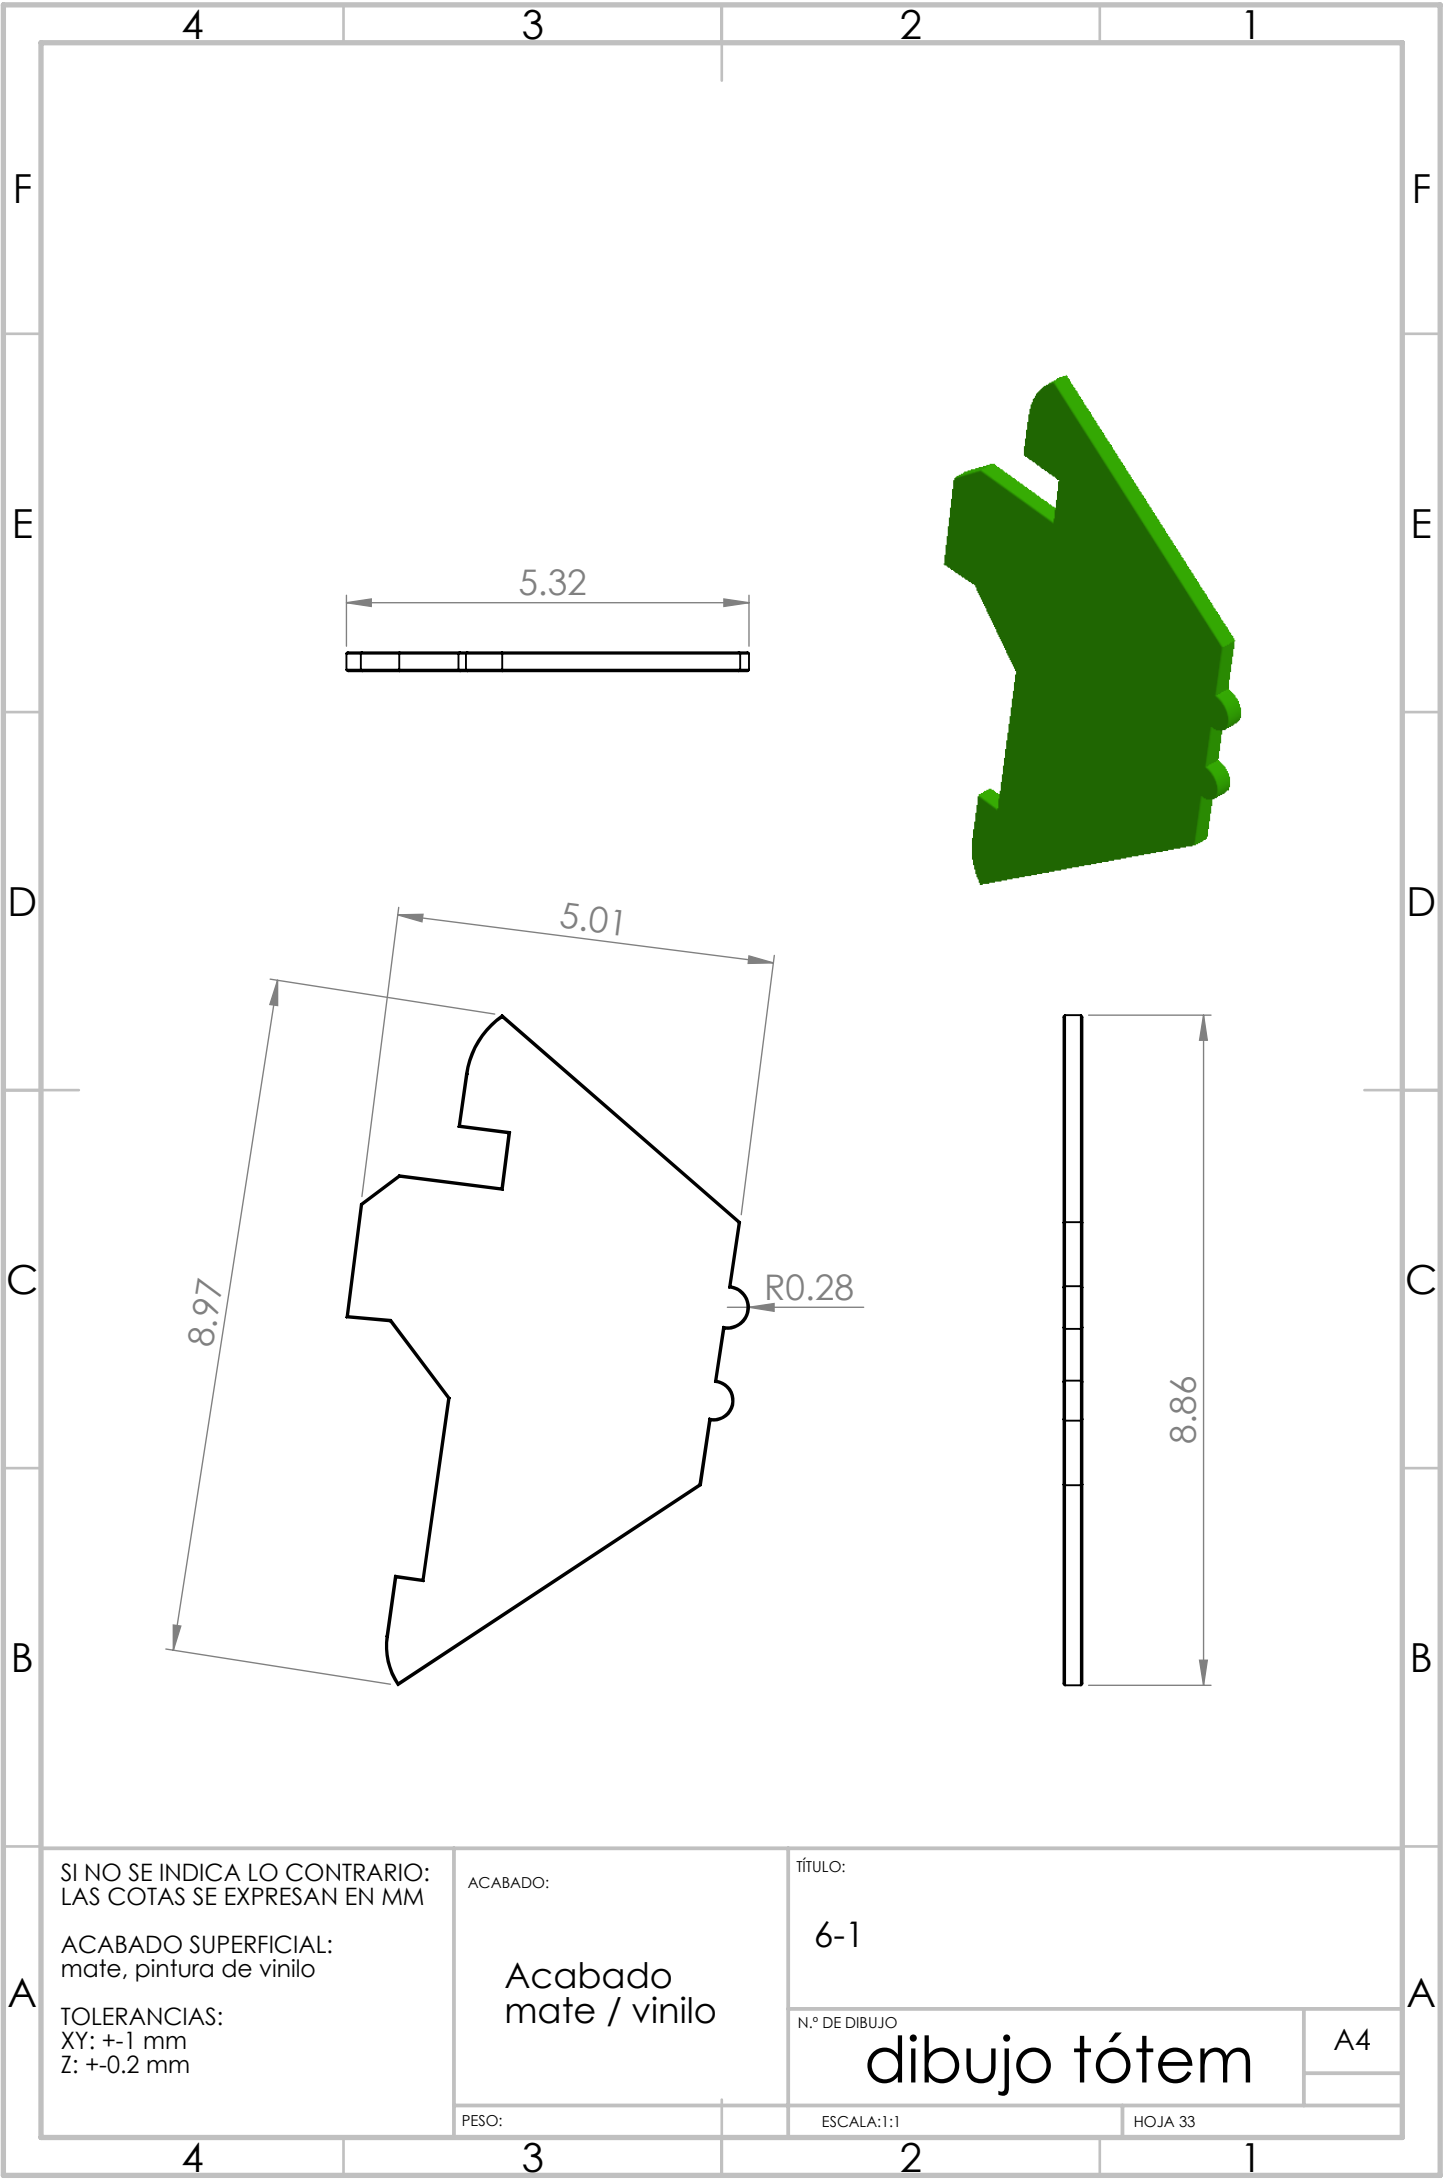 4 3 2 1
F F
E E
5.32
D D
5.01
C C
8.97
R0.28
8.86
B B
SI NO SE INDICA LO CONTRARIO:
LAS COTAS SE EXPRESAN EN MM
ACABADO SUPERFICIAL:
mate, pintura de vinilo
TOLERANCIAS:
XY: +-1 mm
Z: +-0.2 mm
ACABADO:
Acabado
mate / vinilo
TÍTULO:
6-1
A A
N.º DE DIBUJO
dibujo tótem
A4
PESO:
ESCALA:1:1
HOJA 33
4 3 2 1